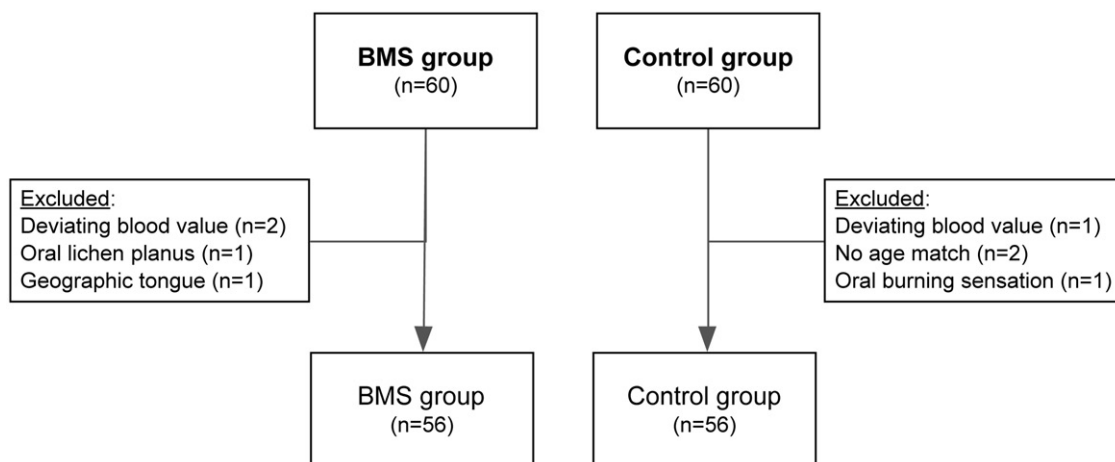 BMS group
(n=60)
Control group
(n=60)
Excluded:
Deviating blood value (n=2)
Oral lichen planus (n=1)
Geographic tongue (n=1)
Excluded:
Deviating blood value (n=1)
No age match (n=2)
Oral burning sensation (n=1)
BMS group
(n=56)
Control group
(n=56)